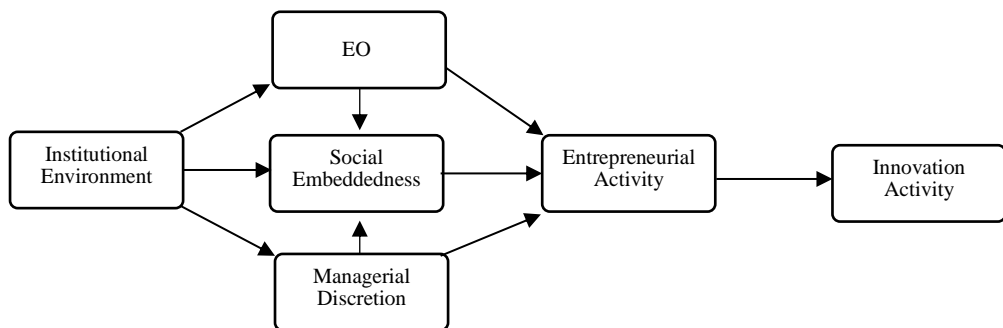 EO
Institutional
Environment
Social
Embeddedness
Entrepreneurial
Activity
Innovation
Activity
Managerial
Discretion